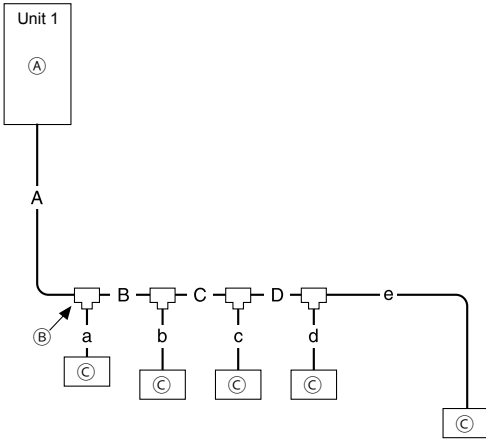 Unit 1
Ⓐ
A
B C D e
Ⓑ a b c d
Ⓒ Ⓒ Ⓒ Ⓒ
Ⓒ